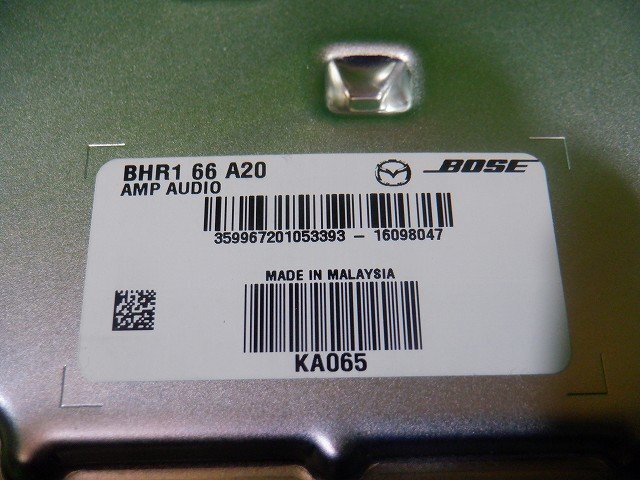 BHR1 66 A20
BOSE
AMP AUDIO
359967201053393 - 16098047
MADE IN MALAYSIA
KA065